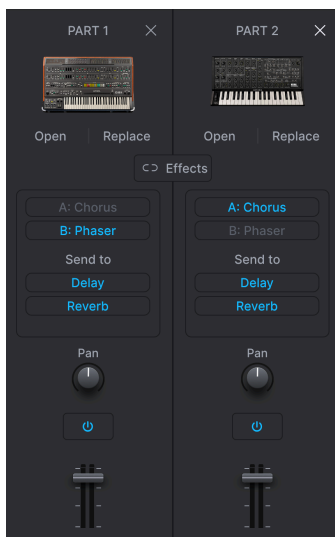 PART 1
PART 2
Open
Replace
Open
Replace
Effects
A: Chorus
B: Phaser
Send to
Delay
Reverb
A: Chorus
B: Phaser
Send to
Delay
Reverb
Pan
Pan